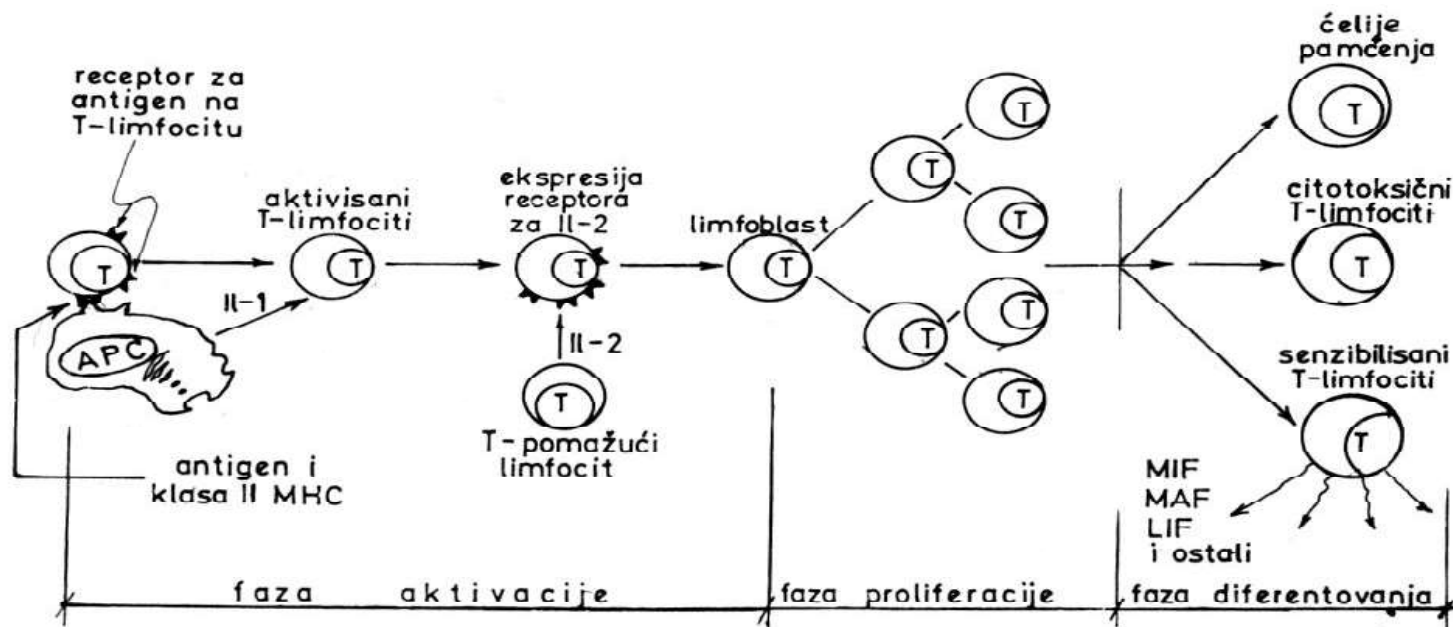 receptor za
antigen na
T-limfocitu
T
APC
Il-1
antigen i
klasa II MHC
aktivisani
T-limfociti
T
ekspresija
receptora
za Il-2
T
Il-2
T
T-pomažući
limfocit
limfoblast
T
T
T
T
T
T
T
ćelije
pamćenja
T
citotoksični
T-limfociti
T
senzibilisani
T-limfociti
T
MIF
MAF
LIF
i ostali
faza aktivacije
faza proliferacije
faza diferentovanja